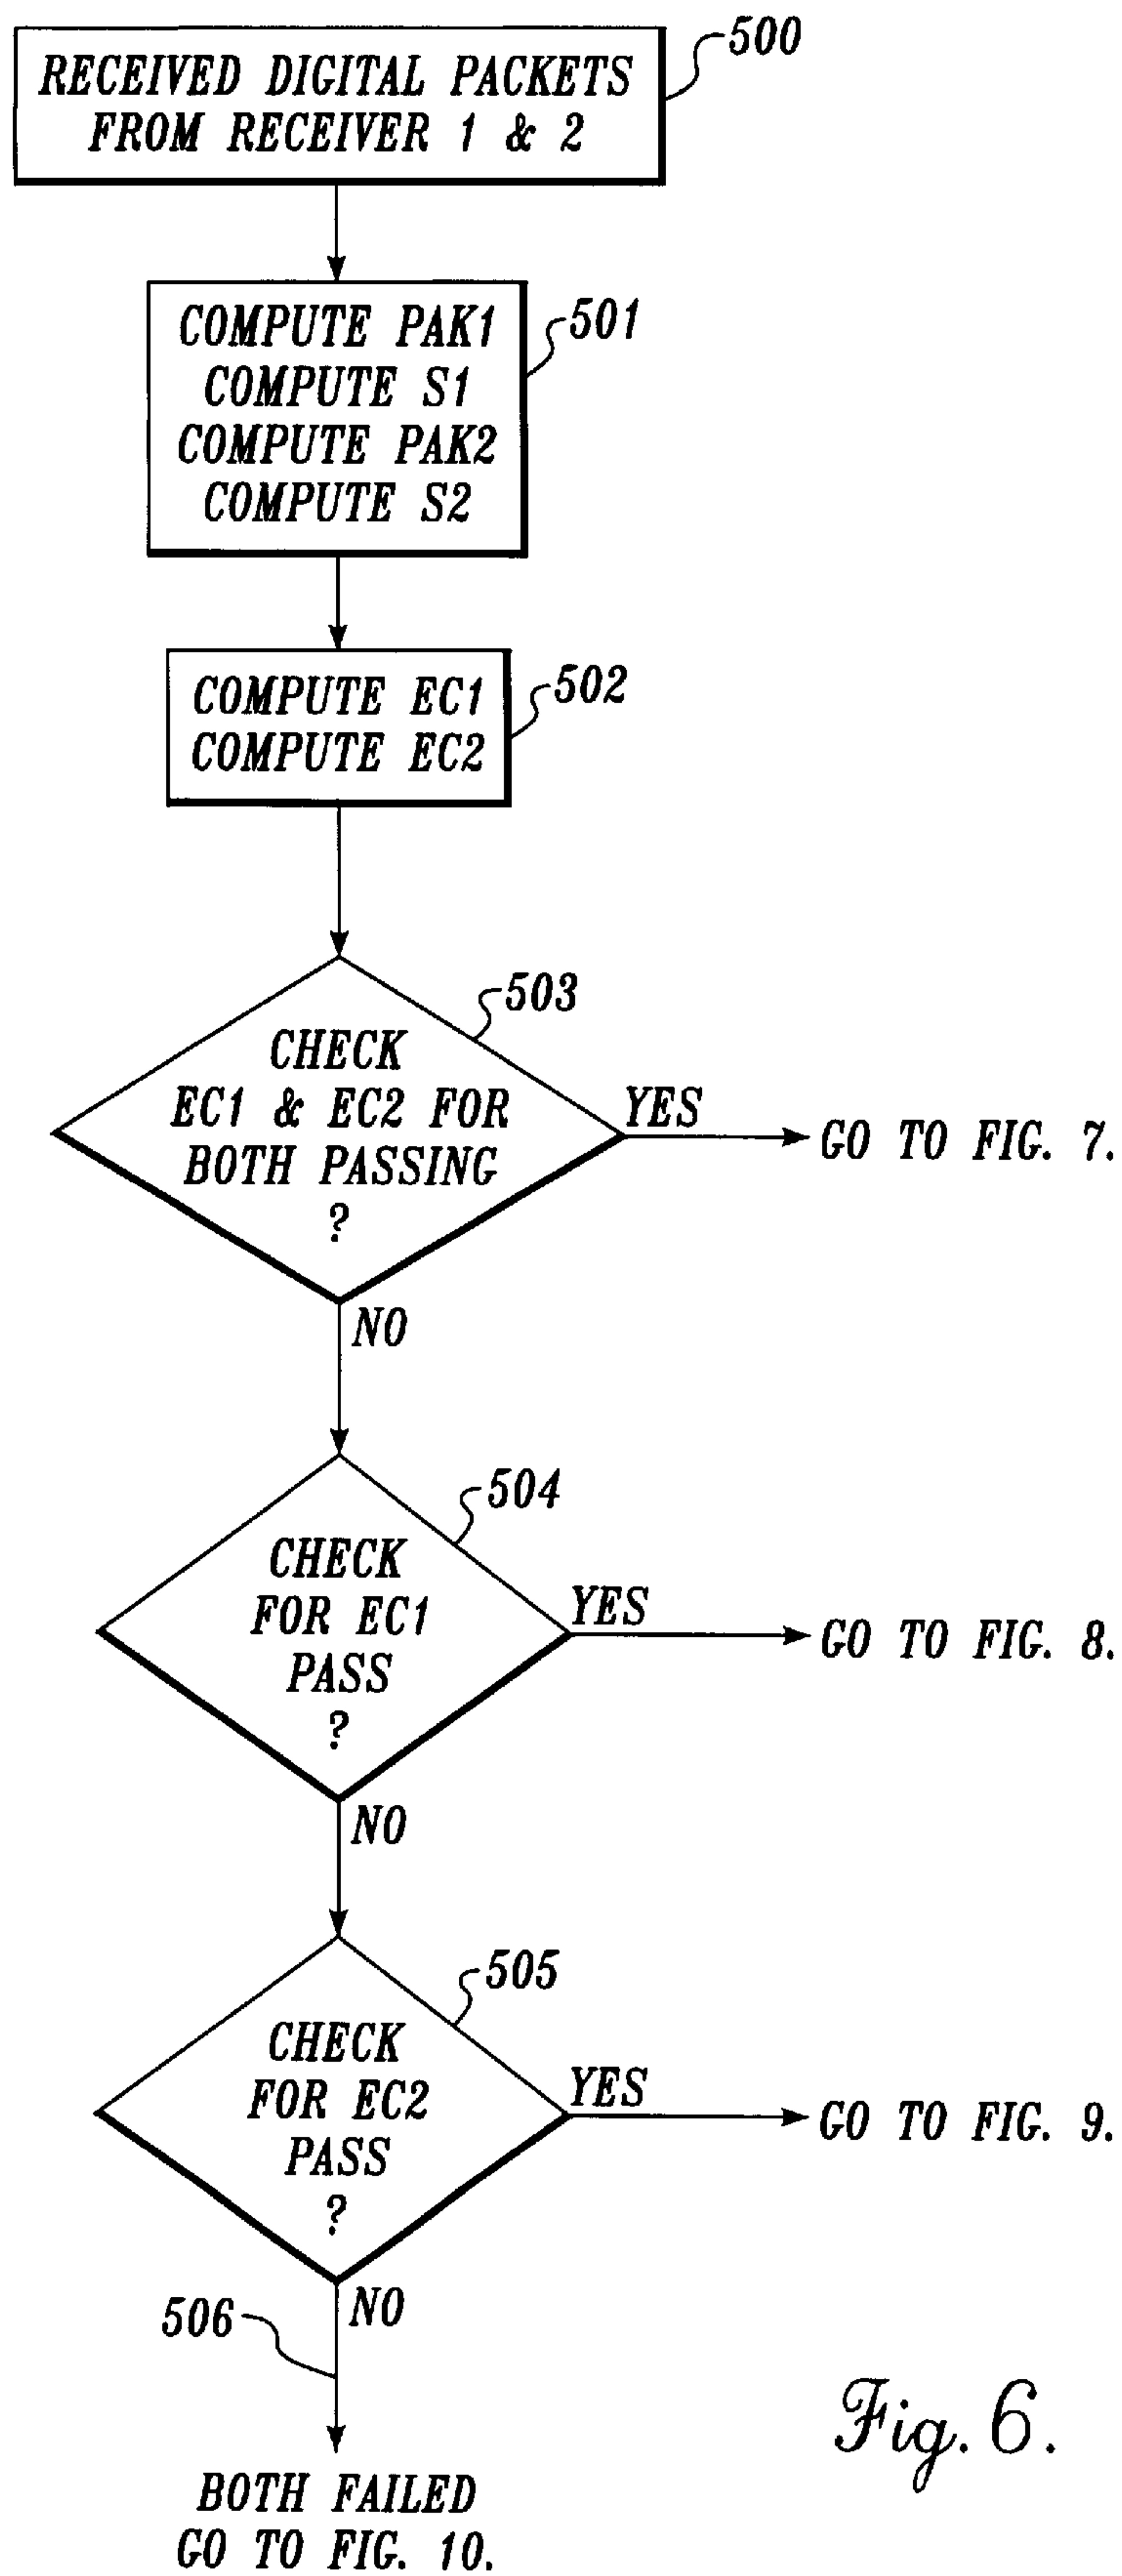 500
RECEIVED DIGITAL PACKETS
FROM RECEIVER 1 & 2
501
COMPUTE PAK1
COMPUTE S1
COMPUTE PAK2
COMPUTE S2
502
COMPUTE EC1
COMPUTE EC2
503
CHECK
EC1 & EC2 FOR
BOTH PASSING
?
YES
GO TO FIG. 7.
NO
504
CHECK
FOR EC1
PASS
?
YES
GO TO FIG. 8.
NO
505
CHECK
FOR EC2
PASS
?
YES
GO TO FIG. 9.
NO
506
BOTH FAILED
GO TO FIG. 10.
Fig. 6.